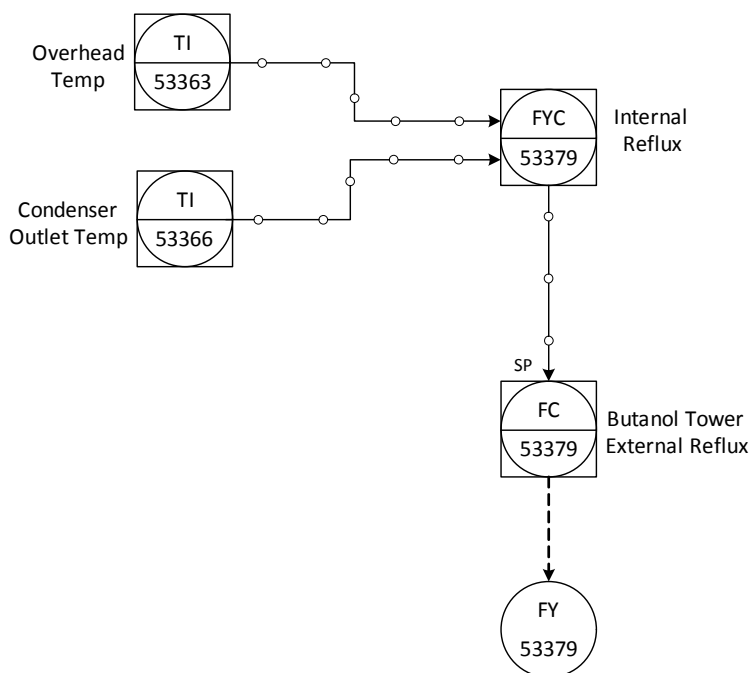 Overhead
Temp
TI
53363
Condenser
Outlet Temp
TI
53366
FYC
53379
Internal
Reflux
SP
FC
53379
Butanol Tower
External Reflux
FY
53379